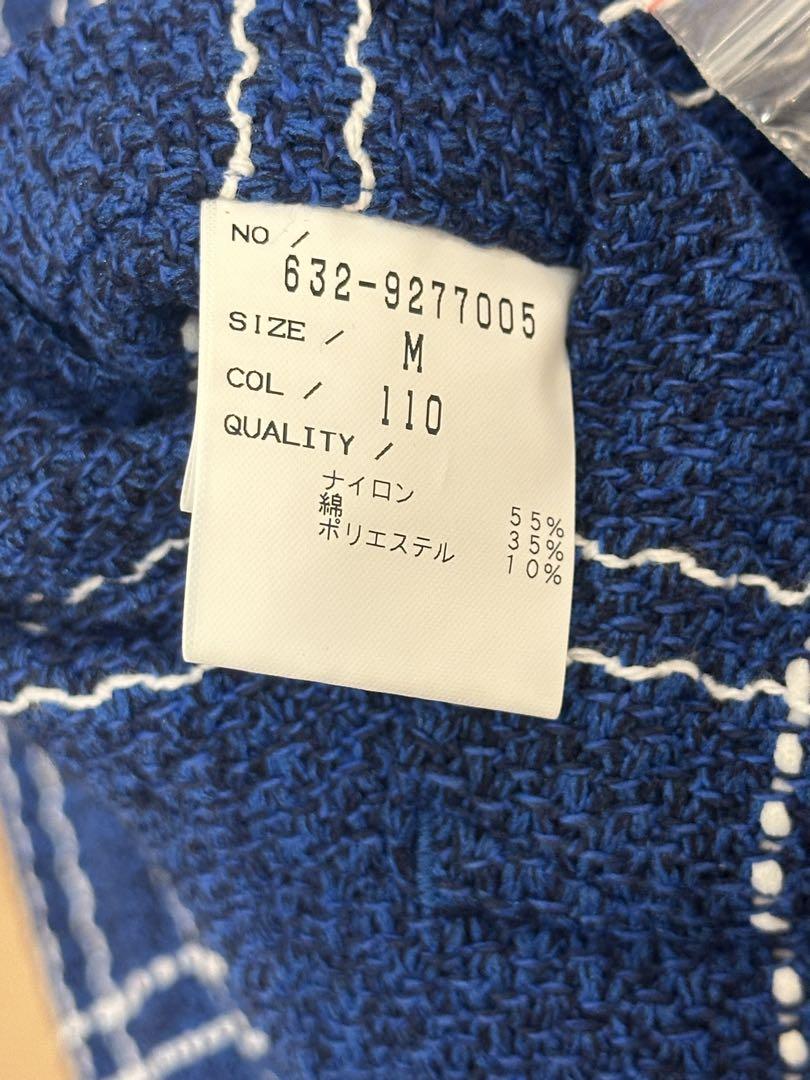 NO /
632-9277005
SIZE / M
COL / 110
QUALITY /
ナイロン 55%
綿 35%
ポリエステル 10%